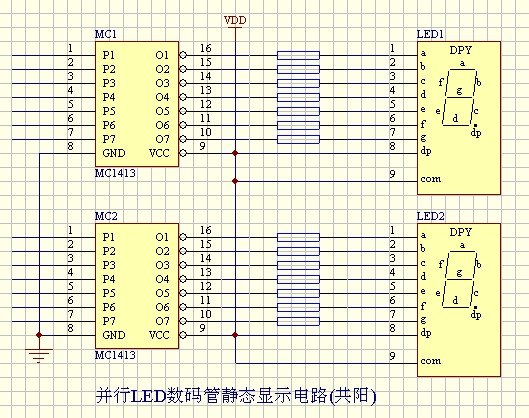 VDD
MC1 LED1
1 P1 O1 16 1 a DPY
2 P2 O2 15 2 b a
3 P3 O3 14 3 c f b
4 P4 O4 13 4 d g
5 P5 O5 12 5 e e c
6 P6 O6 11 6 f d
7 P7 O7 10 7 g dp
8 GND VCC 9 8 dp
9 com
MC1413
MC2 LED2
1 P1 O1 16 1 a DPY
2 P2 O2 15 2 b a
3 P3 O3 14 3 c f b
4 P4 O4 13 4 d g
5 P5 O5 12 5 e e c
6 P6 O6 11 6 f d
7 P7 O7 10 7 g dp
8 GND VCC 9 8 dp
9 com
MC1413
并行LED数码管静态显示电路(共阳)